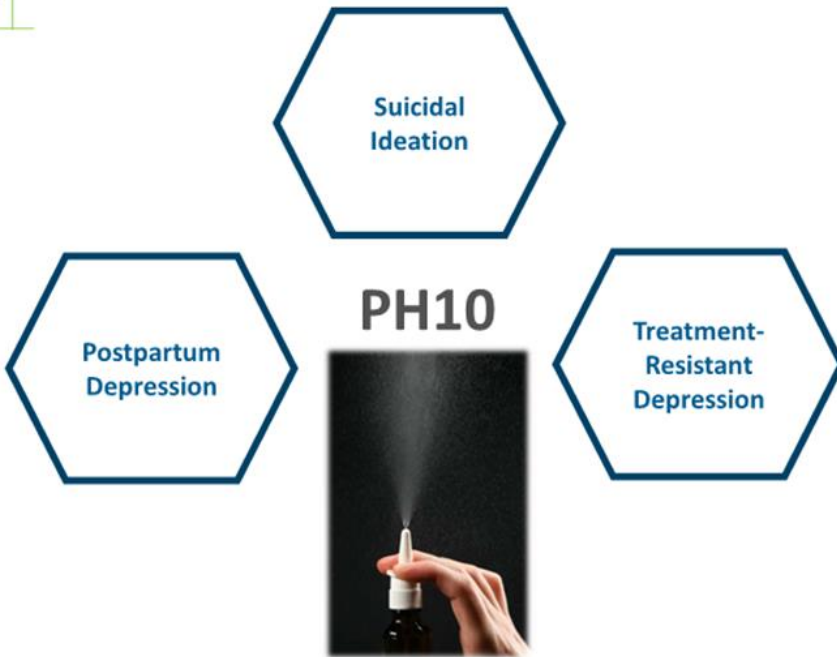 Suicidal
Ideation
PH10
Postpartum
Depression
Treatment-
Resistant
Depression